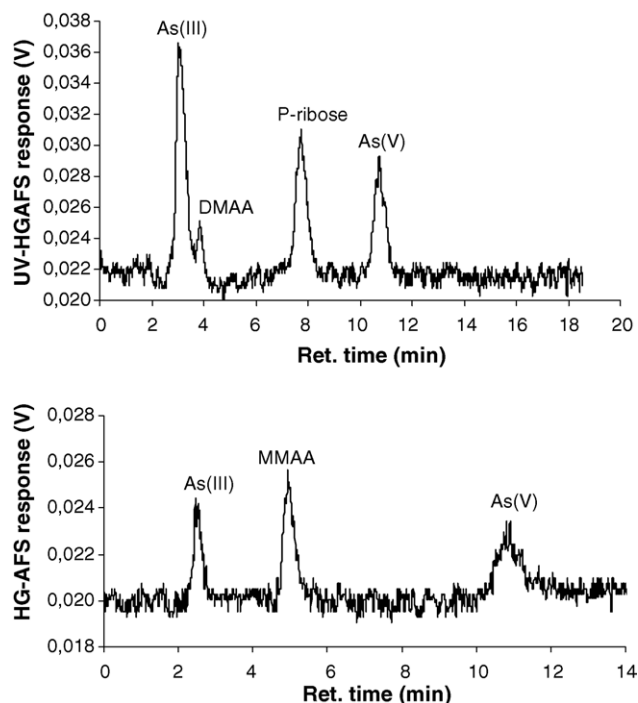 UV-HGAFS response (V)
0,038
0,036
0,034
0,032
0,030
0,028
0,026
0,024
0,022
0,020
As(III)
DMAA
P-ribose
As(V)
0 2 4 6 8 10 12 14 16 18 20
Ret. time (min)
HG-AFS response (V)
0,028
0,026
0,024
0,022
0,020
0,018
As(III)
MMAA
As(V)
0 2 4 6 8 10 12 14
Ret. time (min)